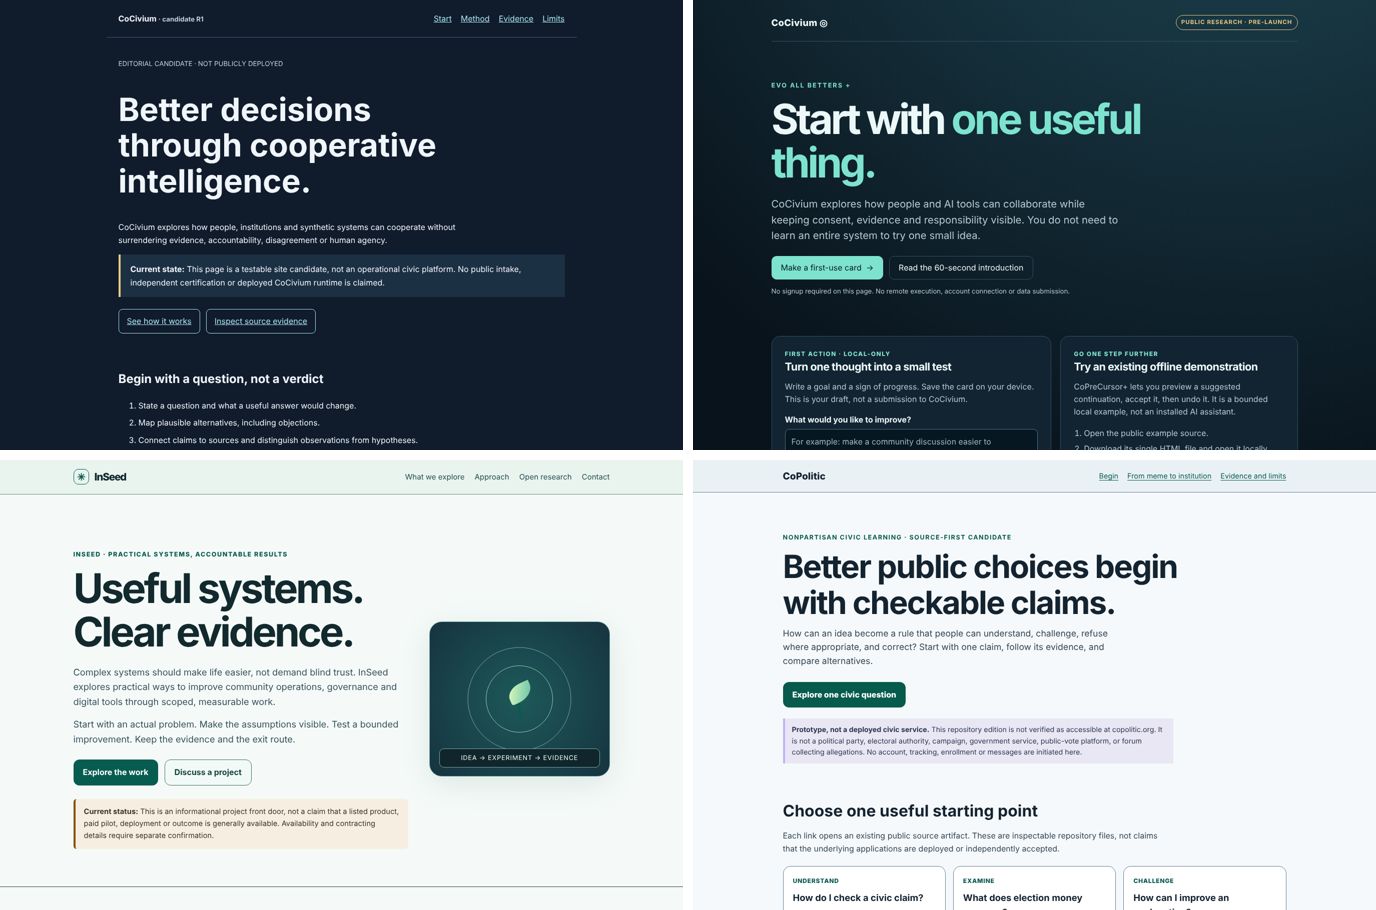 CoCivium · candidate R1
Start Method Evidence Limits
EDITORIAL CANDIDATE · NOT PUBLICLY DEPLOYED
Better decisions
through cooperative
intelligence.
CoCivium explores how people, institutions and synthetic systems can cooperate without
surrendering evidence, accountability, disagreement or human agency.
Current state: This page is a testable site candidate, not an operational civic platform. No public intake,
independent certification or deployed CoCivium runtime is claimed.
See how it works
Inspect source evidence
Begin with a question, not a verdict
1. State a question and what a useful answer would change.
2. Map plausible alternatives, including objections.
3. Connect claims to sources and distinguish observations from hypotheses.
CoCivium ◎
PUBLIC RESEARCH · PRE-LAUNCH
EVO ALL BETTERS +
Start with one useful
thing.
CoCivium explores how people and AI tools can collaborate while
keeping consent, evidence and responsibility visible. You do not need to
learn an entire system to try one small idea.
Make a first-use card →
Read the 60-second introduction
No signup required on this page. No remote execution, account connection or data submission.
FIRST ACTION · LOCAL-ONLY
Turn one thought into a small test
Write a goal and a sign of progress. Save the card on your device.
This is your draft, not a submission to CoCivium.
What would you like to improve?
For example: make a community discussion easier to
GO ONE STEP FURTHER
Try an existing offline demonstration
CoPreCursor+ lets you preview a suggested
continuation, accept it, then undo it. It is a bounded
local example, not an installed AI assistant.
1. Open the public example source.
2. Download its single HTML file and open it locally
InSeed
What we explore Approach Open research Contact
INSEED · PRACTICAL SYSTEMS, ACCOUNTABLE RESULTS
Useful systems.
Clear evidence.
Complex systems should make life easier, not demand blind trust. InSeed
explores practical ways to improve community operations, governance and
digital tools through scoped, measurable work.
Start with an actual problem. Make the assumptions visible. Test a bounded
improvement. Keep the evidence and the exit route.
Explore the work
Discuss a project
Current status: This is an informational project front door, not a claim that a listed product,
paid pilot, deployment or outcome is generally available. Availability and contracting
details require separate confirmation.
IDEA → EXPERIMENT → EVIDENCE
CoPolitic
Begin From meme to institution Evidence and limits
NONPARTISAN CIVIC LEARNING · SOURCE-FIRST CANDIDATE
Better public choices begin
with checkable claims.
How can an idea become a rule that people can understand, challenge, refuse
where appropriate, and correct? Start with one claim, follow its evidence, and
compare alternatives.
Explore one civic question
Prototype, not a deployed civic service. This repository edition is not verified as accessible at copolitic.org. It
is not a political party, electoral authority, campaign, government service, public-vote platform, or forum
collecting allegations. No account, tracking, enrollment or messages are initiated here.
Choose one useful starting point
Each link opens an existing public source artifact. These are inspectable repository files, not claims
that the underlying applications are deployed or independently accepted.
UNDERSTAND
How do I check a civic claim?
EXAMINE
What does election money
CHALLENGE
How can I improve an